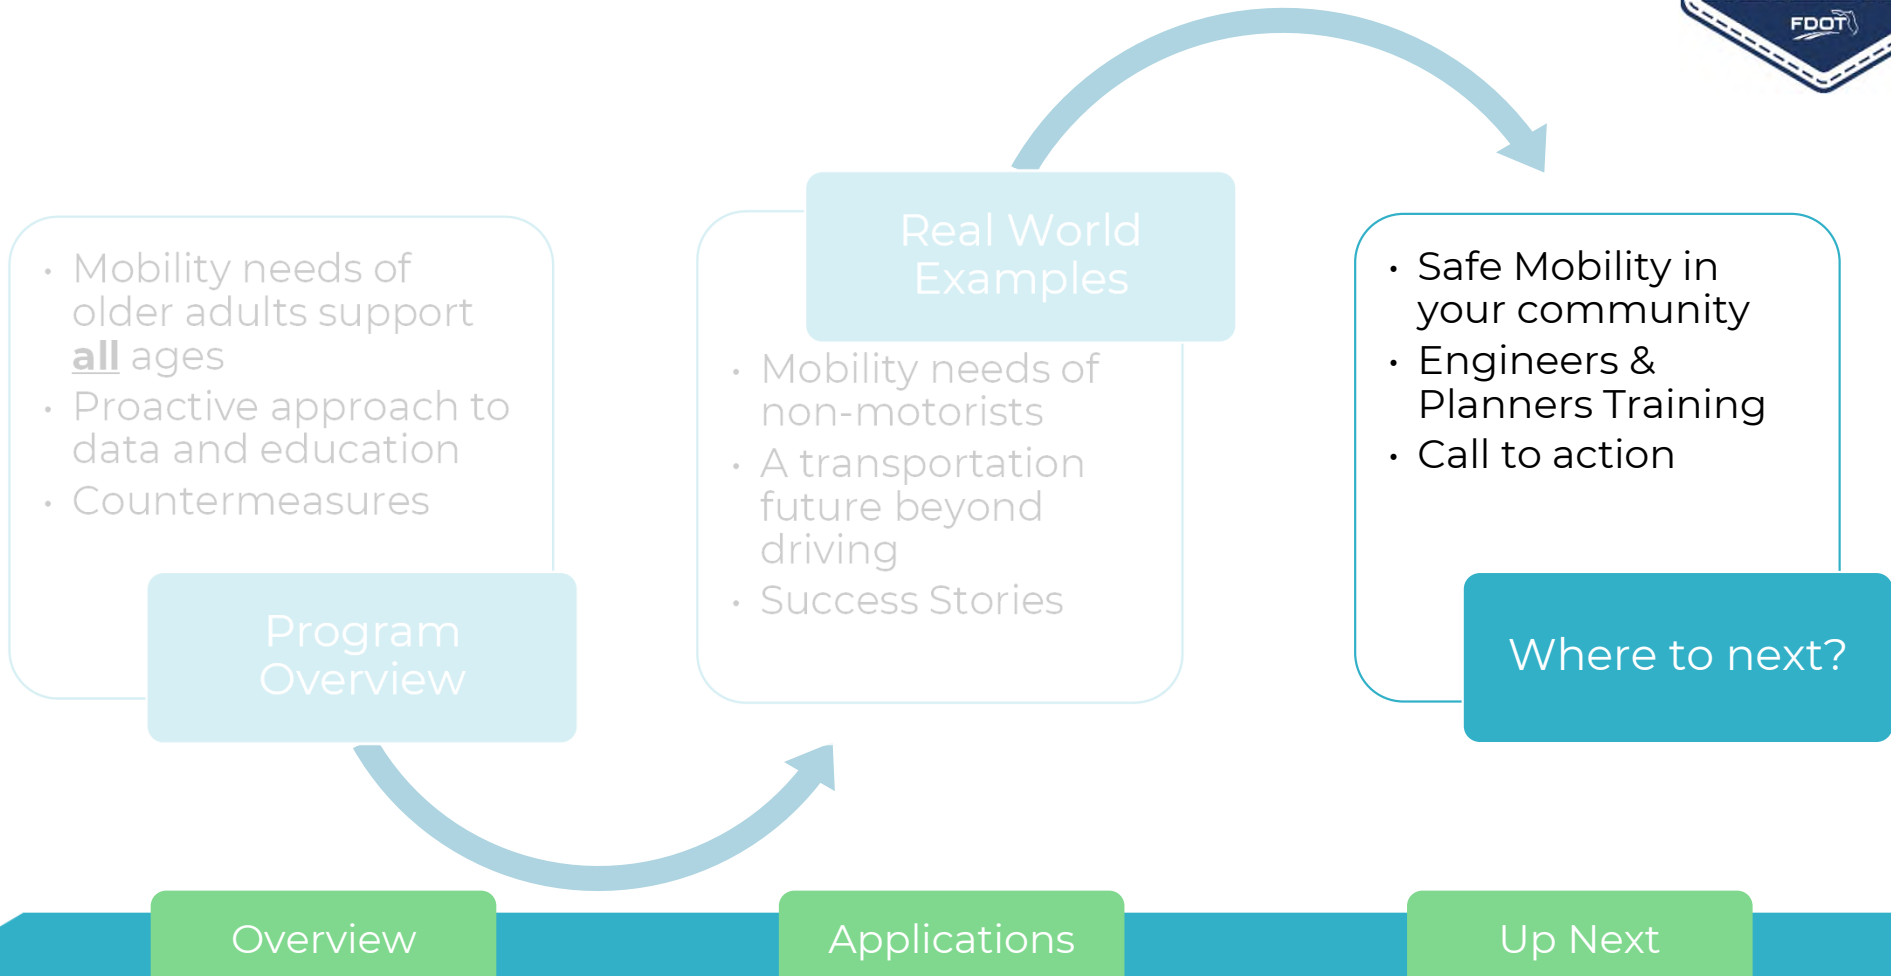 FDOT
• Mobility needs of
older adults support
all ages
• Proactive approach to
data and education
• Countermeasures
Program
Overview
Real World
Examples
• Mobility needs of
non-motorists
• A transportation
future beyond
driving
• Success Stories
• Safe Mobility in
your community
• Engineers &
Planners Training
• Call to action
Where to next?
Overview
Applications
Up Next